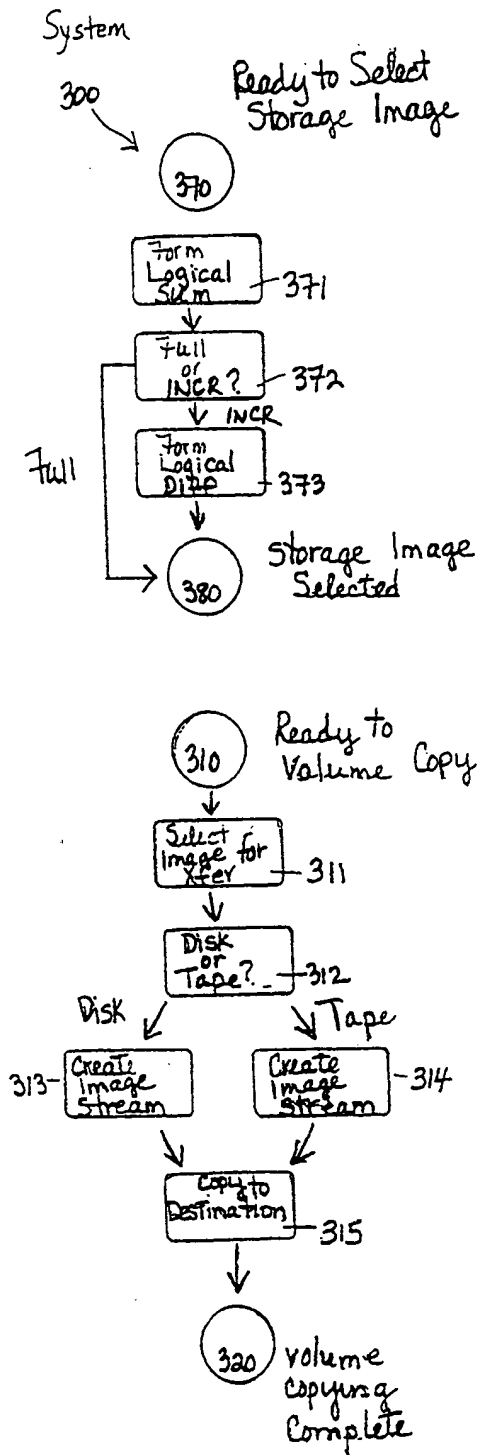 System
300
Ready to Select
Storage Image
370
Form
Logical
Sum
371
Full
or
INCR?
372
INCR
Full
Form
Logical
Diff
373
380
Storage Image
Selected
310
Ready to
Volume Copy
Select
Image for
Xfer
311
Disk
or
Tape?
312
Disk
Tape
313
Create
Image
Stream
Create
Image
Stream
314
Copy to
Destination
315
320
Volume
Copying
Complete